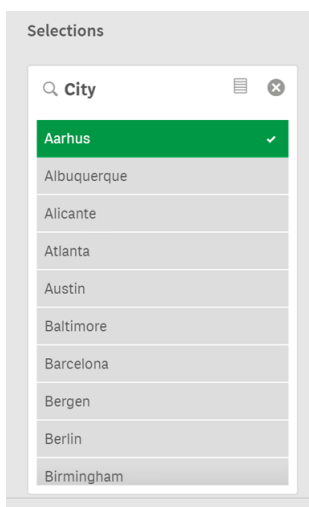 Selections
City
Aarhus
Albuquerque
Alicante
Atlanta
Austin
Baltimore
Barcelona
Bergen
Berlin
Birmingham